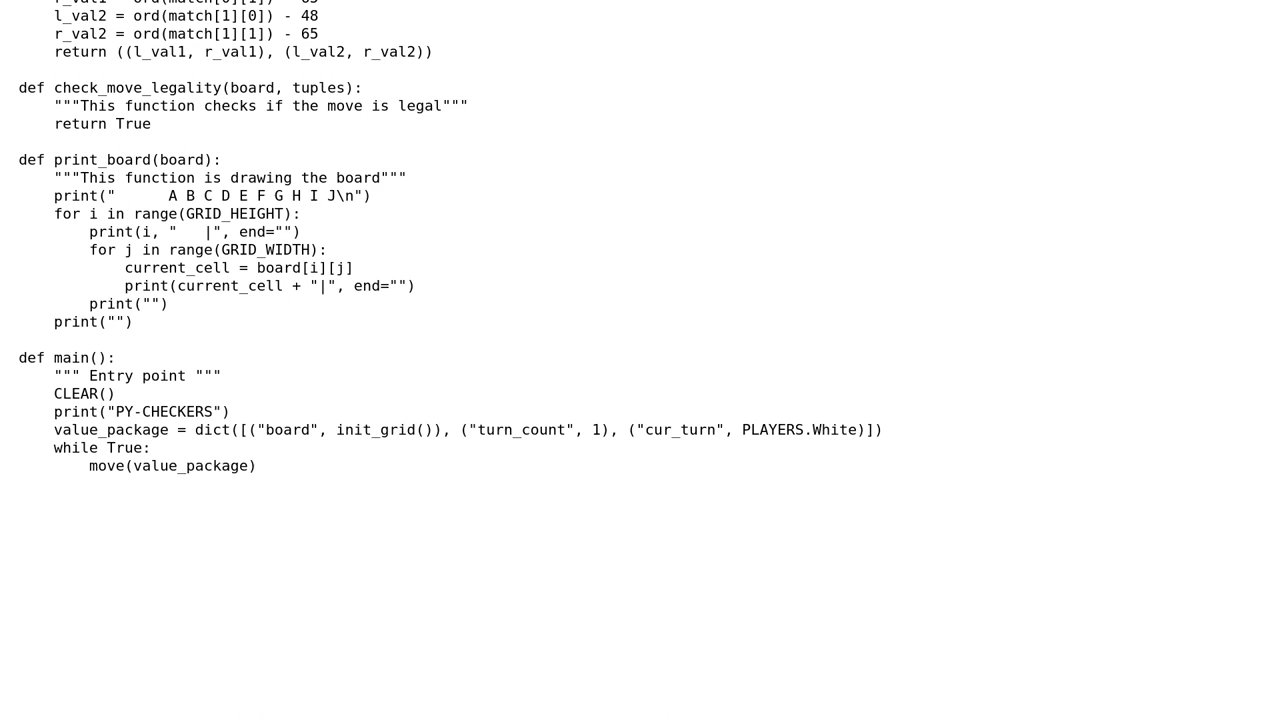 l_val2 = ord(match[1][0]) - 48
    r_val2 = ord(match[1][1]) - 65
    return ((l_val1, r_val1), (l_val2, r_val2))

def check_move_legality(board, tuples):
    """This function checks if the move is legal"""
    return True

def print_board(board):
    """This function is drawing the board"""
    print("      A B C D E F G H I J\n")
    for i in range(GRID_HEIGHT):
        print(i, "   |", end="")
        for j in range(GRID_WIDTH):
            current_cell = board[i][j]
            print(current_cell + "|", end="")
        print("")
    print("")

def main():
    """ Entry point """
    CLEAR()
    print("PY-CHECKERS")
    value_package = dict([("board", init_grid()), ("turn_count", 1), ("cur_turn", PLAYERS.White)])
    while True:
        move(value_package)